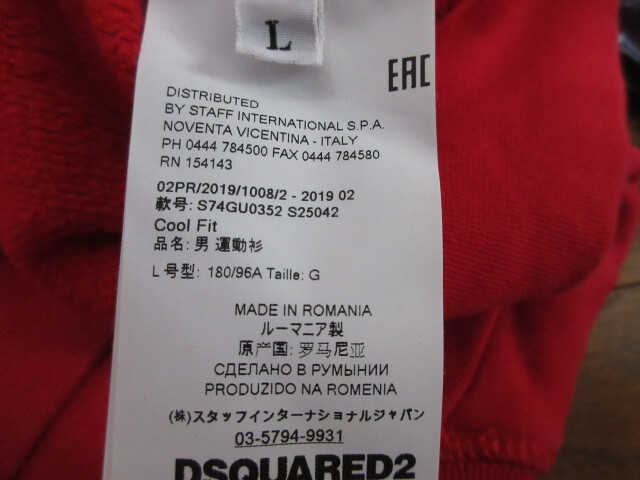 L
EAC
DISTRIBUTED
BY STAFF INTERNATIONAL S.P.A.
NOVENTA VICENTINA - ITALY
PH 0444 784500 FAX 0444 784580
RN 154143
02PR/2019/1008/2 - 2019 02
款号: S74GU0352 S25042
Cool Fit
品名: 男 運動衫
L 号型: 180/96A Taille: G
MADE IN ROMANIA
ルーマニア製
原产国: 罗马尼亚
СДЕЛАНО В РУМЫНИИ
PRODUZIDO NA ROMENIA
(株)スタッフインターナショナルジャパン
03-5794-9931
DSQUARED2